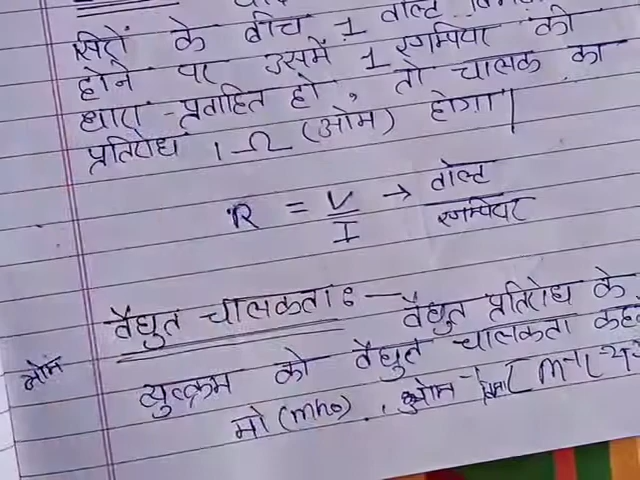 सिरों के बीच 1 वोल्ट
होने पर उसमें 1 एम्पियर की
धारा प्रवाहित हो, तो चालक का
प्रतिरोध 1 Ω (ओम) होगा।
R = V/I → वोल्ट/एम्पियर
वैद्युत चालकता :- वैद्युत प्रतिरोध के
व्युत्क्रम को वैद्युत चालकता कह
मो (mho), ओम⁻¹